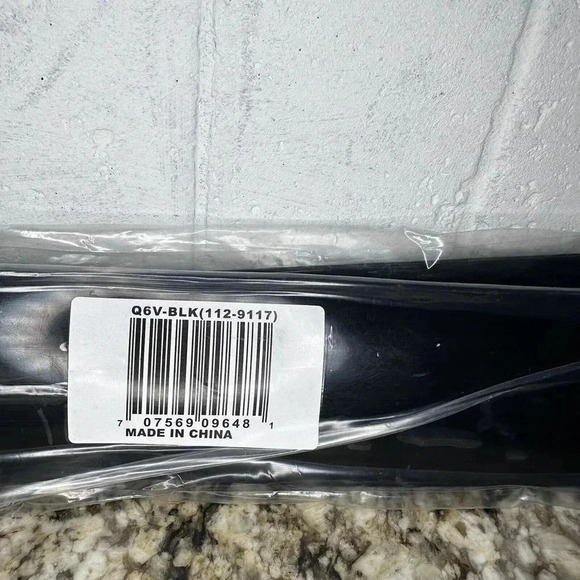 Q6V-BLK(112-9117)
7 07569 09648 1
MADE IN CHINA